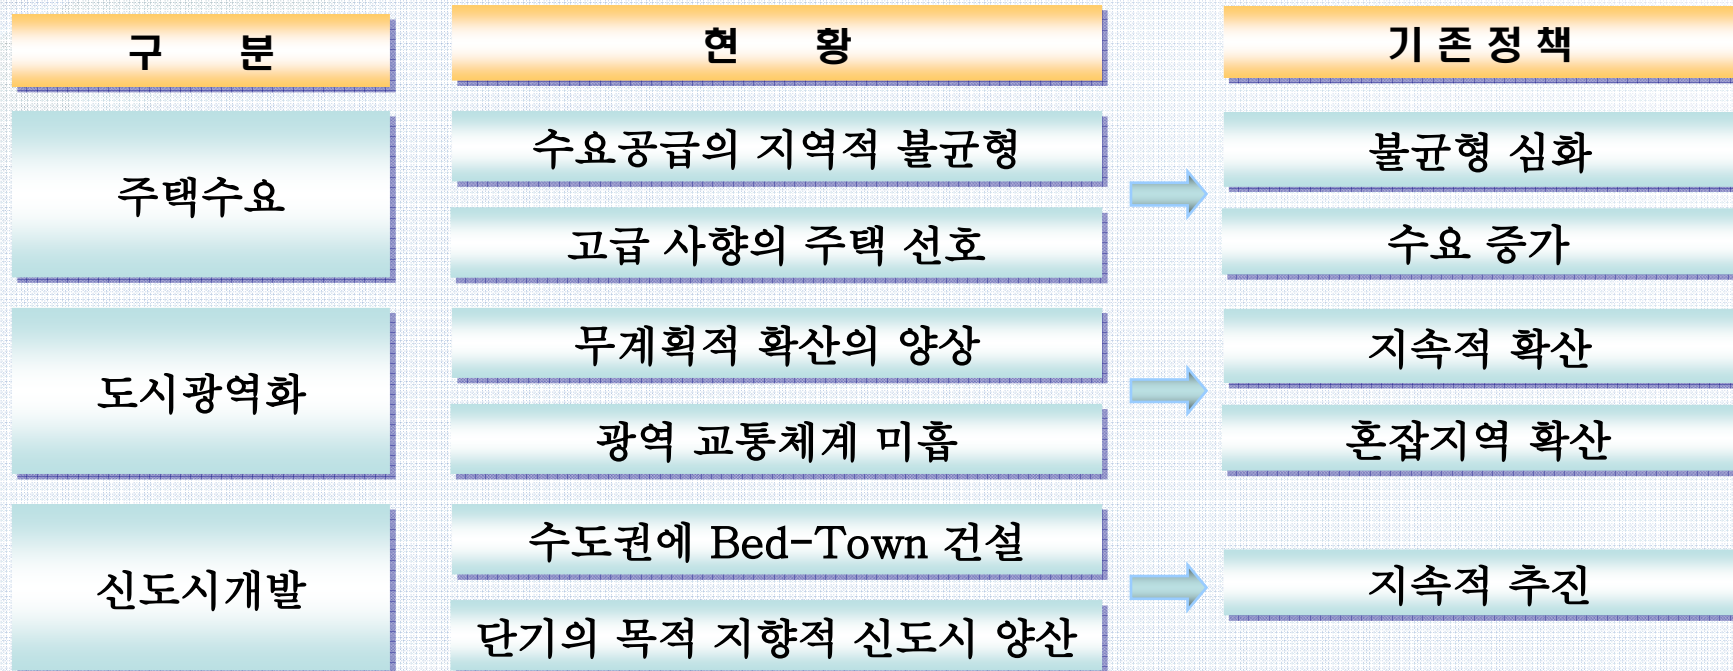 구 분
현 황
기 존 정 책
주택수요
수요공급의 지역적 불균형
불균형 심화
고급 사향의 주택 선호
수요 증가
도시광역화
무계획적 확산의 양상
지속적 확산
광역 교통체계 미흡
혼잡지역 확산
신도시개발
수도권에 Bed-Town 건설
지속적 추진
단기의 목적 지향적 신도시 양산